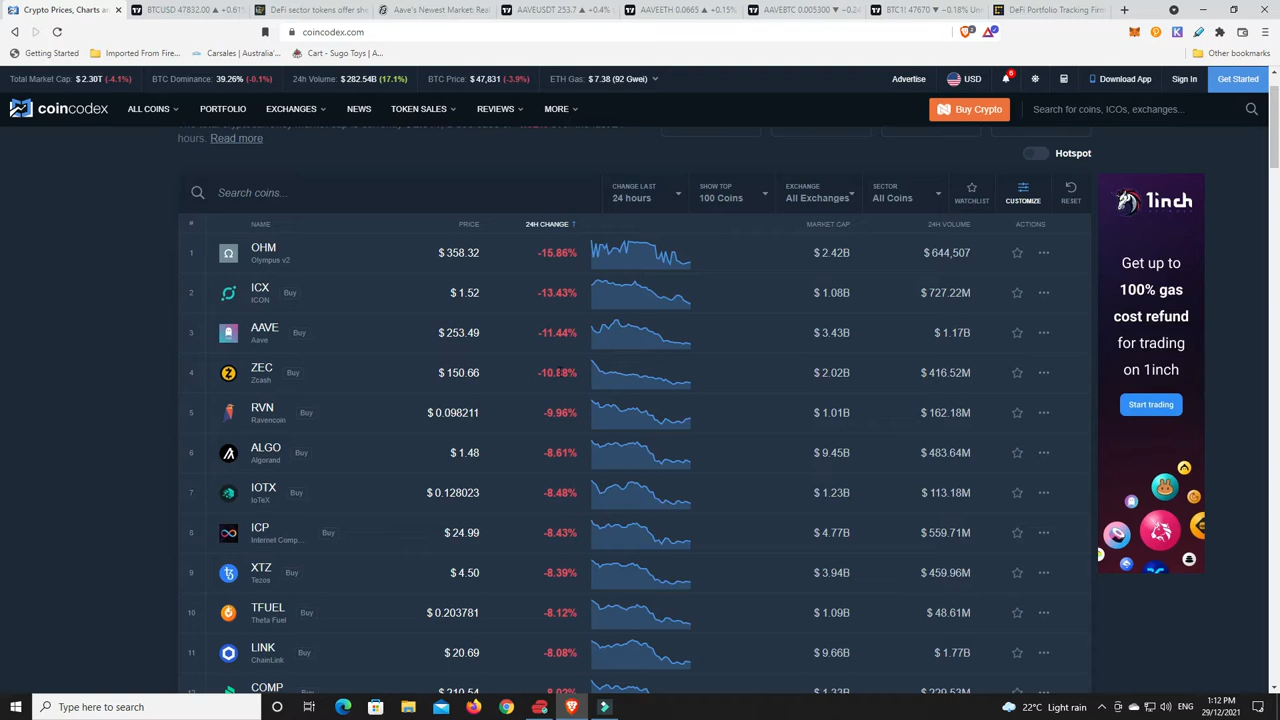 Crypto Prices, Charts and Crypt
BTCUSD 47832.00 ▲ +0.61%
DeFi sector tokens offer sha
Aave's Newest Market: Real
AAVEUSDT 253.7 ▲ +0.4%
AAVEETH 0.0665 ▲ +0.15%
AAVEBTC 0.005300 ▼ −0.24
BTC1! 47670 ▼ −0.18% Unn
DeFi Portfolio Tracking Firm
coincodex.com
Getting Started
Imported From Fire...
Carsales | Australia'...
Cart - Sugo Toys | A...
Other bookmarks
Total Market Cap: $ 2.30T (-4.1%)
BTC Dominance: 39.26% (-0.1%)
24h Volume: $ 282.54B (17.1%)
BTC Price: $ 47,831 (-3.9%)
ETH Gas: $ 7.38 (92 Gwei)
Advertise
USD
6
Download App
Sign In
Get Started
coincodex
ALL COINS
PORTFOLIO
EXCHANGES
NEWS
TOKEN SALES
REVIEWS
MORE
Buy Crypto
Search for coins, ICOs, exchanges...
hours. Read more
Hotspot
Search coins...
CHANGE LAST
24 hours
SHOW TOP
100 Coins
EXCHANGE
All Exchanges
SECTOR
All Coins
WATCHLIST
CUSTOMIZE
RESET
# NAME PRICE 24H CHANGE ↑ MARKET CAP 24H VOLUME ACTIONS
1 OHM $ 358.32 -15.86% $ 2.42B $ 644,507
Olympus v2
2 ICX Buy $ 1.52 -13.43% $ 1.08B $ 727.22M
ICON
3 AAVE Buy $ 253.49 -11.44% $ 3.43B $ 1.17B
Aave
4 ZEC Buy $ 150.66 -10.88% $ 2.02B $ 416.52M
Zcash
5 RVN Buy $ 0.098211 -9.96% $ 1.01B $ 162.18M
Ravencoin
6 ALGO Buy $ 1.48 -8.61% $ 9.45B $ 483.64M
Algorand
7 IOTX Buy $ 0.128023 -8.48% $ 1.23B $ 113.18M
IoTeX
8 ICP Buy $ 24.99 -8.43% $ 4.77B $ 559.71M
Internet Comp...
9 XTZ Buy $ 4.50 -8.39% $ 3.94B $ 459.96M
Tezos
10 TFUEL Buy $ 0.203781 -8.12% $ 1.09B $ 48.61M
Theta Fuel
11 LINK Buy $ 20.69 -8.08% $ 9.66B $ 1.77B
ChainLink
COMP
1inch
Get up to
100% gas
cost refund
for trading
on 1inch
Start trading
Type here to search
22°C Light rain
1:12 PM
29/12/2021